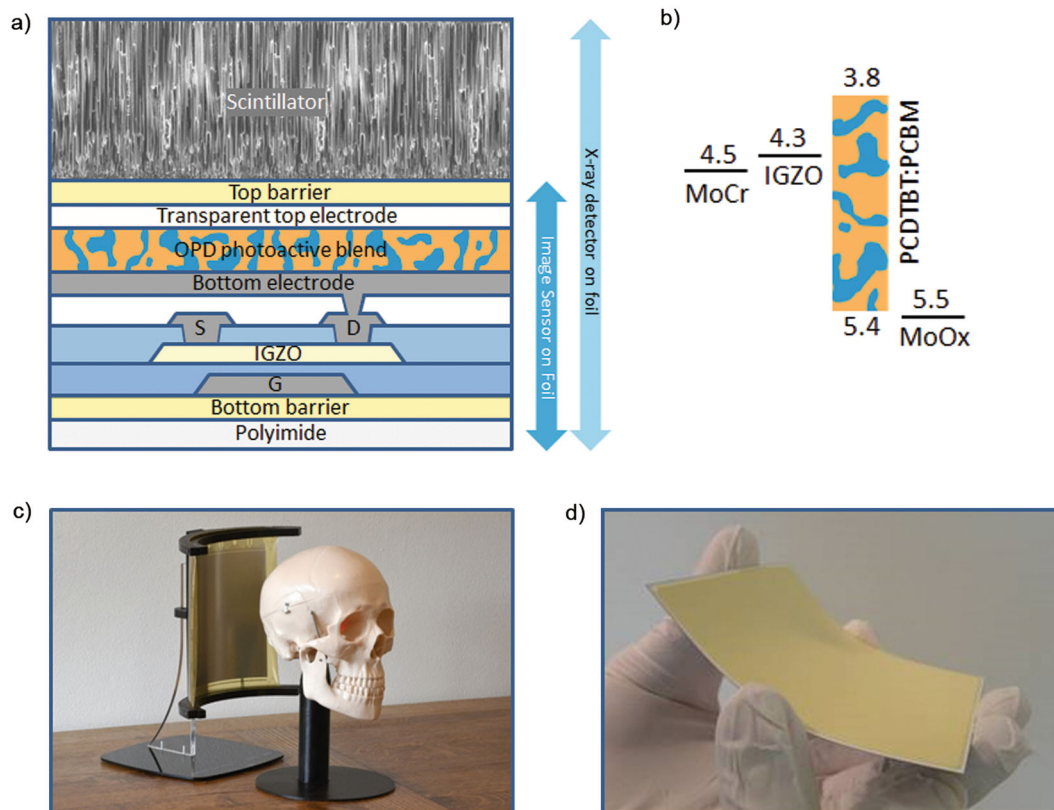 a)
Scintillator
Top barrier
Transparent top electrode
OPD photoactive blend
Bottom electrode
S
D
IGZO
G
Bottom barrier
Polyimide
Image Sensor on Foil
X-ray detector on foil
b)
3.8
4.5
MoCr
4.3
IGZO
PCDTBT:PCBM
5.4
5.5
MoOx
c)
d)